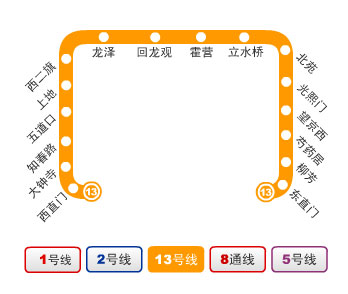 龙泽
回龙观
霍营
立水桥
西二旗
上地
五道口
知春路
大钟寺
西直门
13
北苑
光熙门
望京西
芍药居
柳芳
东直门
13
1号线
2号线
13号线
8通线
5号线